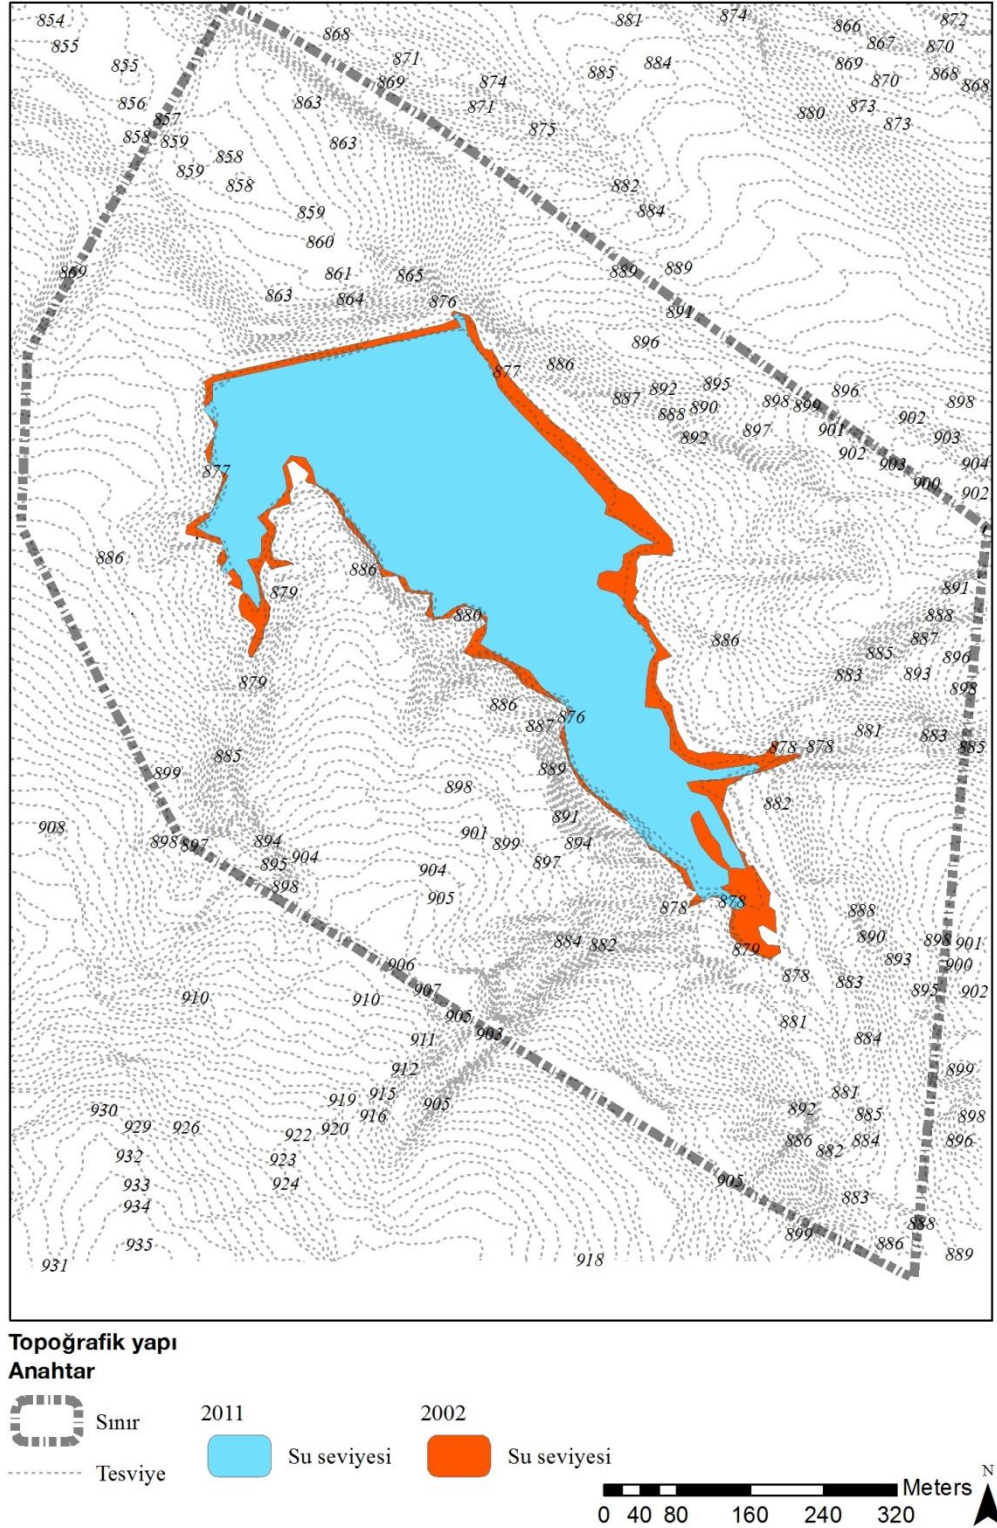 854 881 874 866 872
855 868 867 870
871 884
855 869 874 885 869 870 868 868
856 863 871 880 873
857 875 873
858 859 863
858
859 858 882
859 884
860
869 861 865 889 889
863 864 876
891
896
877 886
892 895 896
887 890 898 899 898
888 902
892 897 901 903
877 902 903 904
900 902
886 886 891
879 880 888
886 887
885 896
879 883 893 898
886 876
887 881 883
885 878 878 885
899 889
898 882
908 891
901
898 897 894 899 894
904 897
895 904
898 905 878 878
888
884 882 890 898 901
879 893
906 900
878 883 895 902
910 910 907
905 881
911 903 884
912 899
915 905 881
930 919 916 892 885 898
929 926 922 920 886 884 896
932 923 882
933 924 905 883
934
888
935 899 886 889
931 918
Topoğrafik yapı
Anahtar
Sınır
Tesviye
2011
Su seviyesi
2002
Su seviyesi
N
Meters
0 40 80 160 240 320